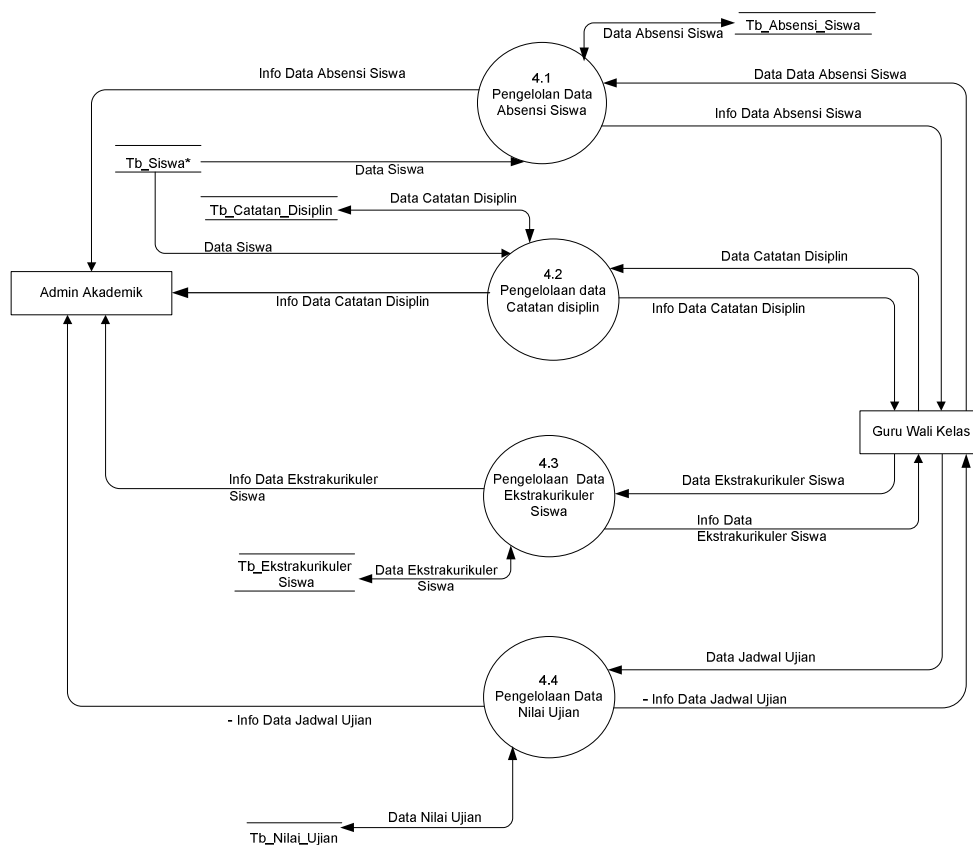 Data Absensi Siswa
Tb_Absensi_Siswa
Info Data Absensi Siswa
4.1
Pengelolan Data
Absensi Siswa
Data Data Absensi Siswa
Info Data Absensi Siswa
Tb_Siswa*
Data Siswa
Tb_Catatan_Disiplin
Data Catatan Disiplin
Data Siswa
4.2
Pengelolaan data
Catatan disiplin
Data Catatan Disiplin
Admin Akademik
Info Data Catatan Disiplin
Info Data Catatan Disiplin
Guru Wali Kelas
4.3
Pengelolaan Data
Ekstrakurikuler
Siswa
Info Data Ekstrakurikuler
Siswa
Data Ekstrakurikuler Siswa
Info Data
Ekstrakurikuler Siswa
Tb_Ekstrakurikuler
Siswa
Data Ekstrakurikuler
Siswa
4.4
Pengelolaan Data
Nilai Ujian
Data Jadwal Ujian
- Info Data Jadwal Ujian
- Info Data Jadwal Ujian
Data Nilai Ujian
Tb_Nilai_Ujian